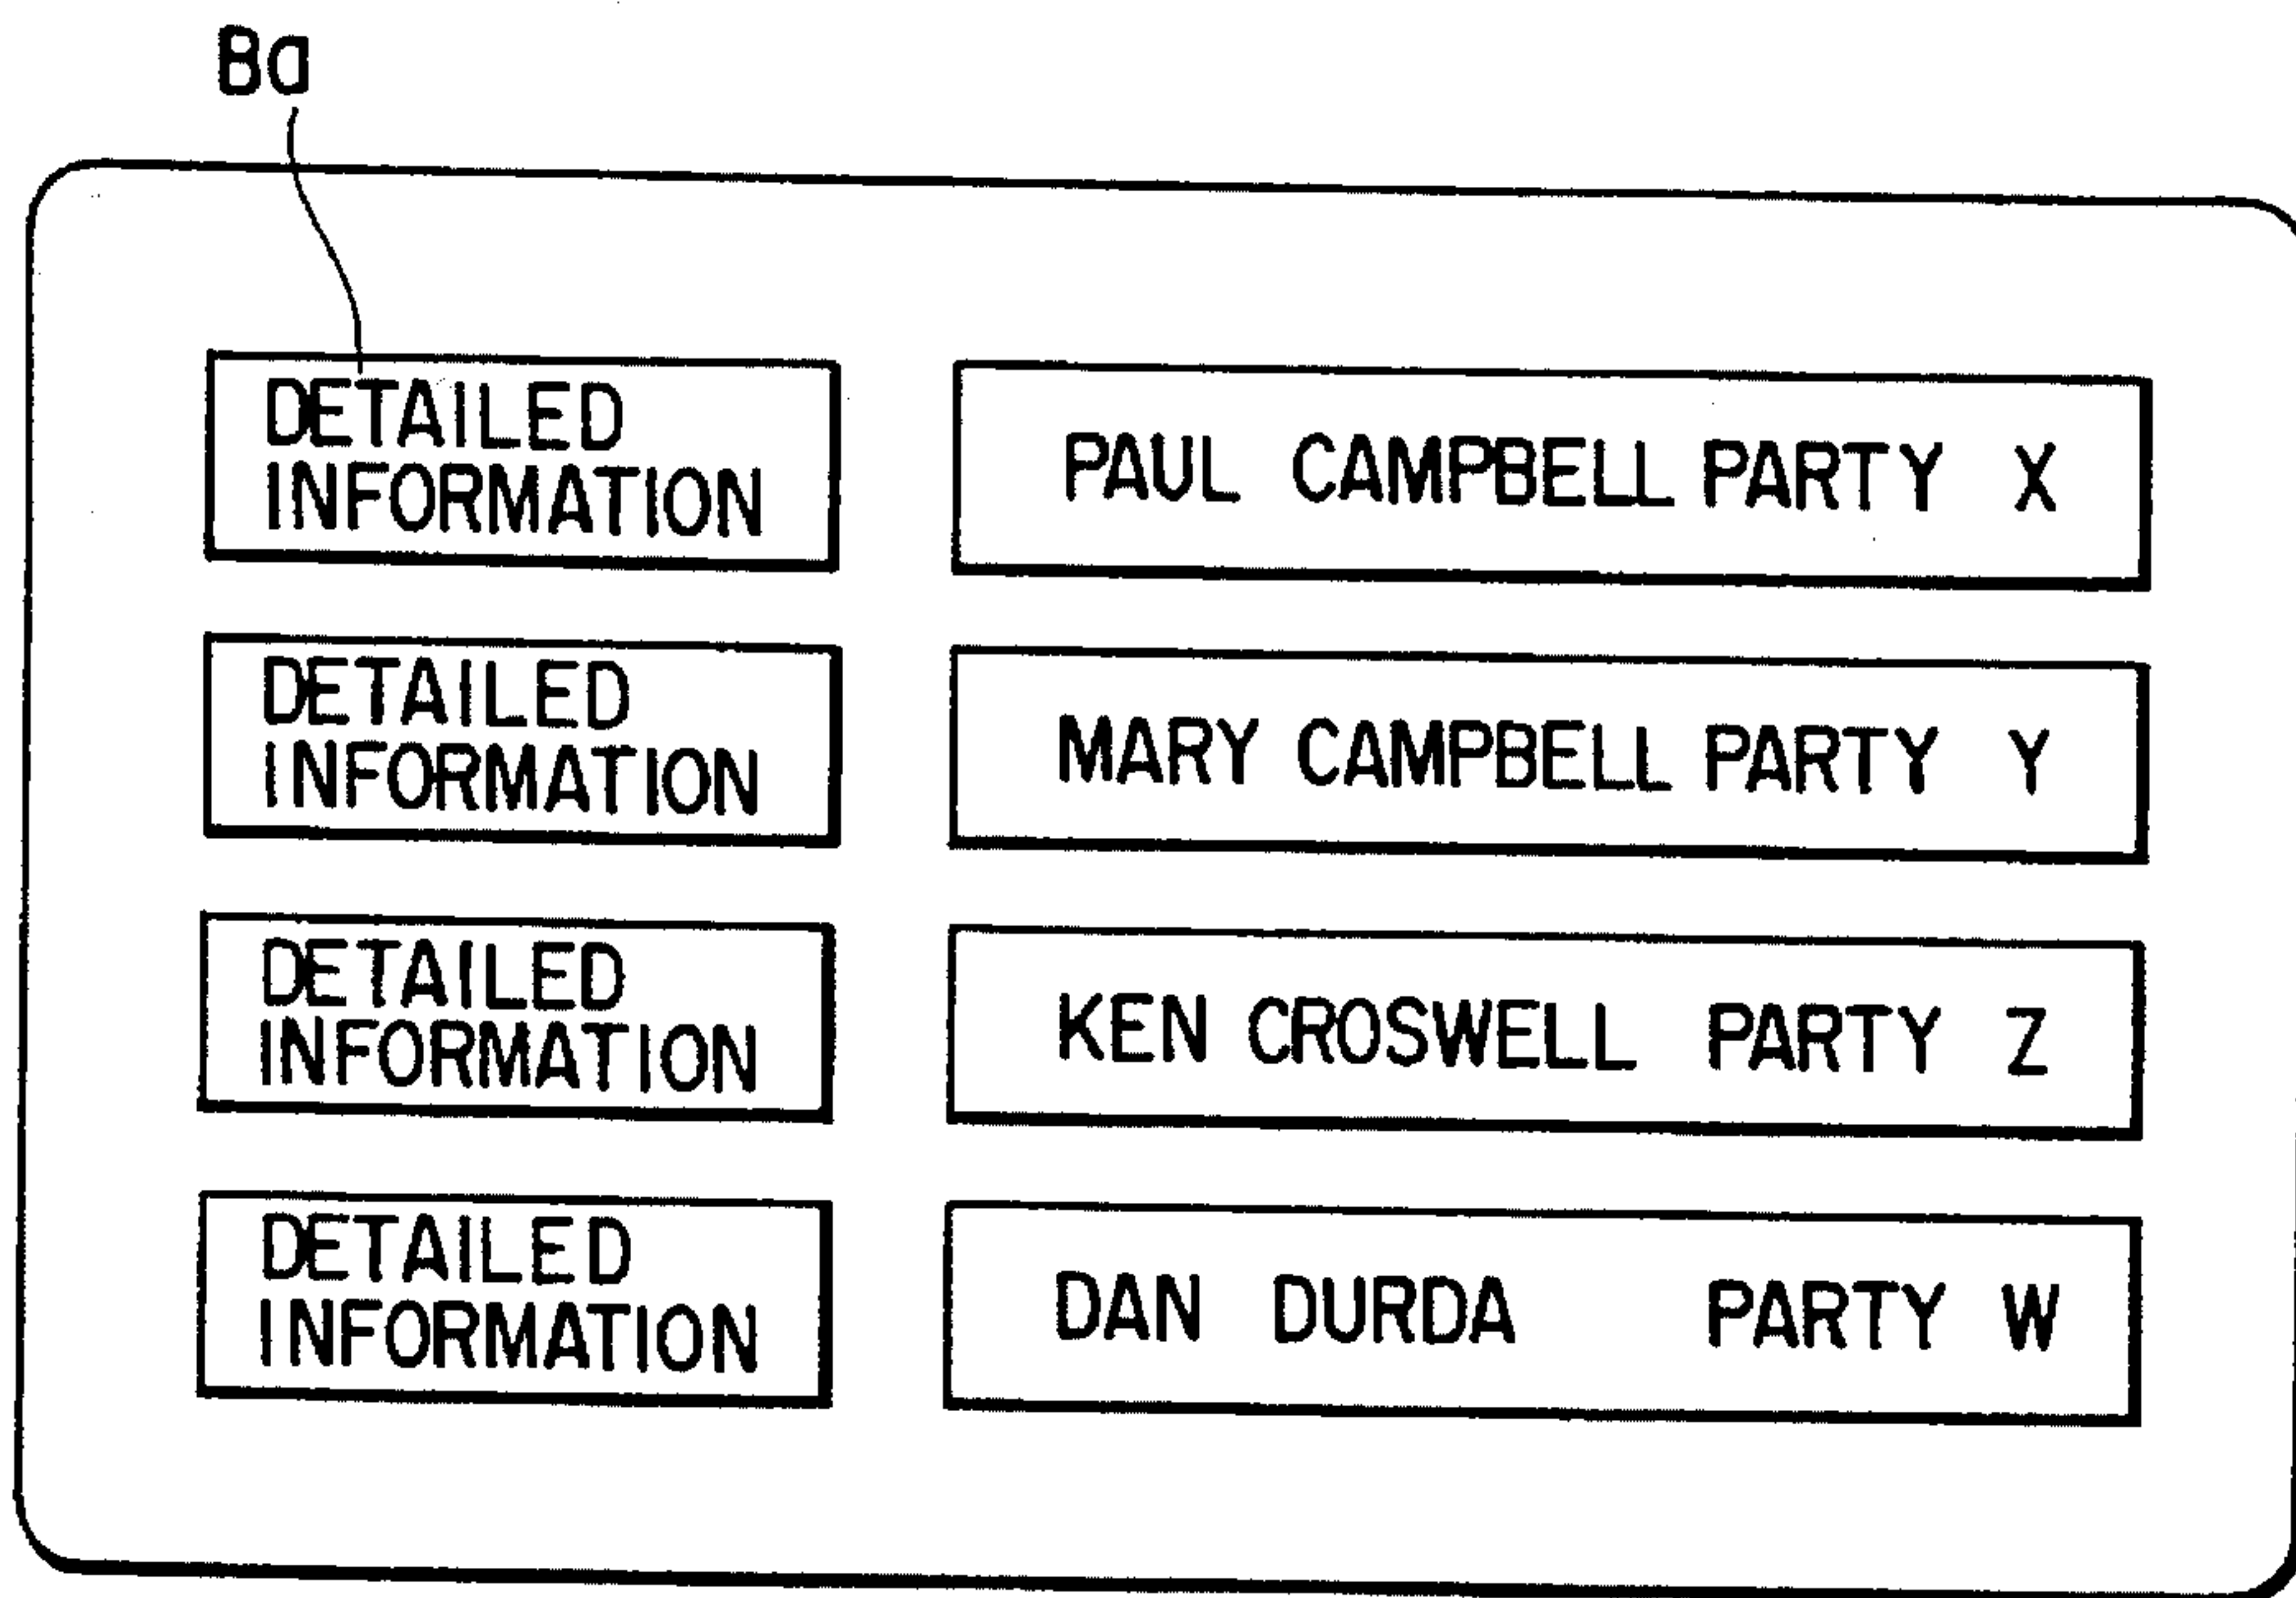 8a
DETAILED
INFORMATION
PAUL CAMPBELL PARTY X
DETAILED
INFORMATION
MARY CAMPBELL PARTY Y
DETAILED
INFORMATION
KEN CROSWELL PARTY Z
DETAILED
INFORMATION
DAN DURDA PARTY W